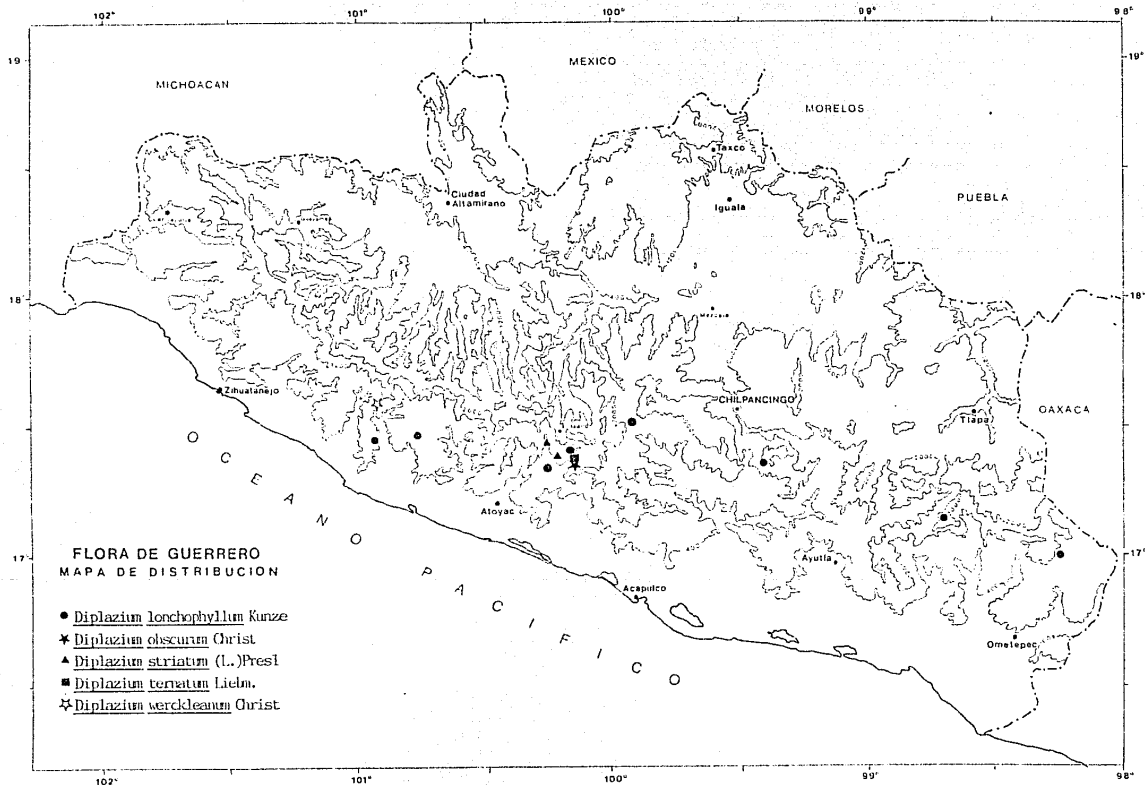 102° 101° 100° 99° 98°
19° 19°
MICHOACAN
MEXICO
MORELOS
Taxco
Ciudad
Altamirano
Iguala
PUEBLA
18° 18°
Zihuatanejo
CHILPANCINGO
Tlapa
OAXACA
Atoyac
17° 17°
Ayutla
Acapulco
Ometepec
OCEANO PACIFICO
FLORA DE GUERRERO
MAPA DE DISTRIBUCION
Diplazium lonchophyllum Kunze
Diplazium obscurum Christ
Diplazium striatum (L.)Presl
Diplazium ternatum Liebm.
Diplazium werckleanum Christ
102° 101° 100° 99° 98°